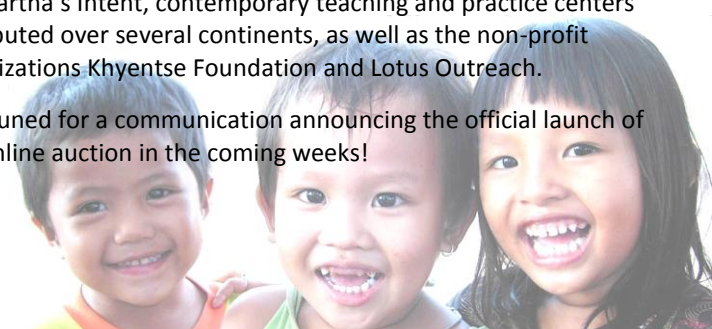 artha's Intent, contemporary teaching and practice centers
buted over several continents, as well as the non-profit
izations Khyentse Foundation and Lotus Outreach.
uned for a communication announcing the official launch of
nline auction in the coming weeks!